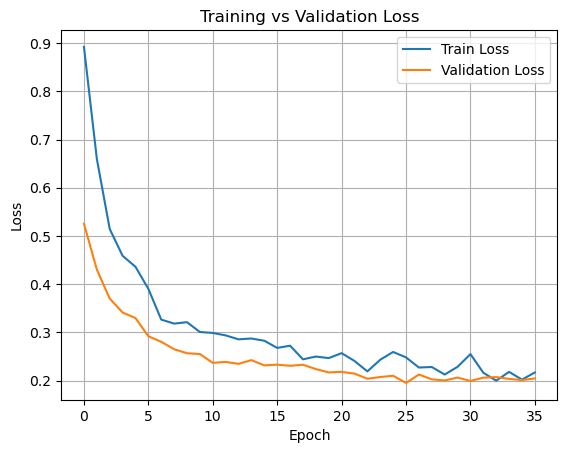 Training vs Validation Loss
Train Loss
Validation Loss
0.9
0.8
0.7
0.6
0.5
0.4
0.3
0.2
Loss
0 5 10 15 20 25 30 35
Epoch